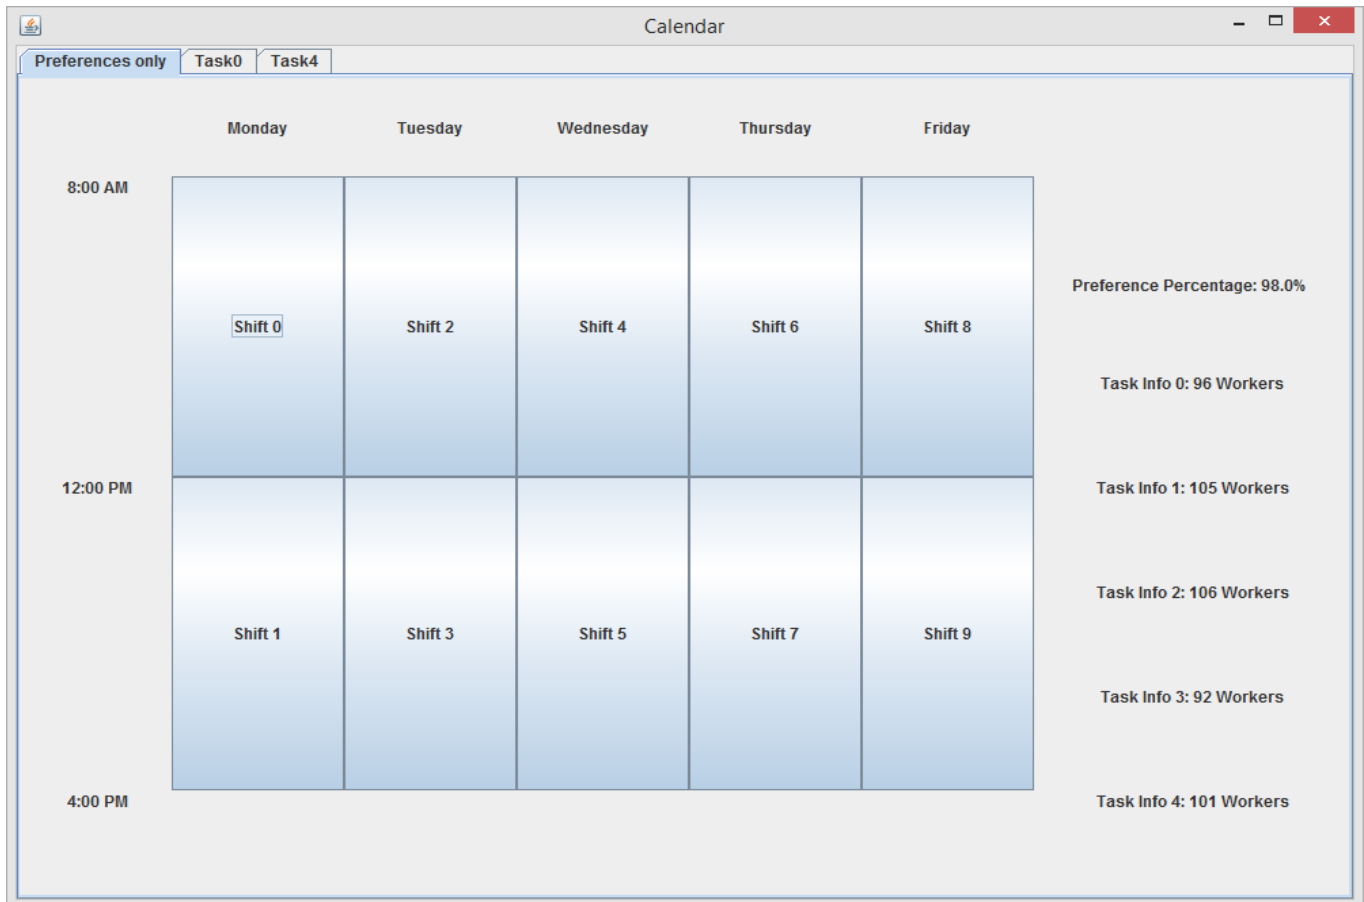 Calendar
Preferences only Task0 Task4
Monday Tuesday Wednesday Thursday Friday
8:00 AM
Preference Percentage: 98.0%
Shift 0 Shift 2 Shift 4 Shift 6 Shift 8
Task Info 0: 96 Workers
12:00 PM Task Info 1: 105 Workers
Task Info 2: 106 Workers
Shift 1 Shift 3 Shift 5 Shift 7 Shift 9
Task Info 3: 92 Workers
4:00 PM Task Info 4: 101 Workers